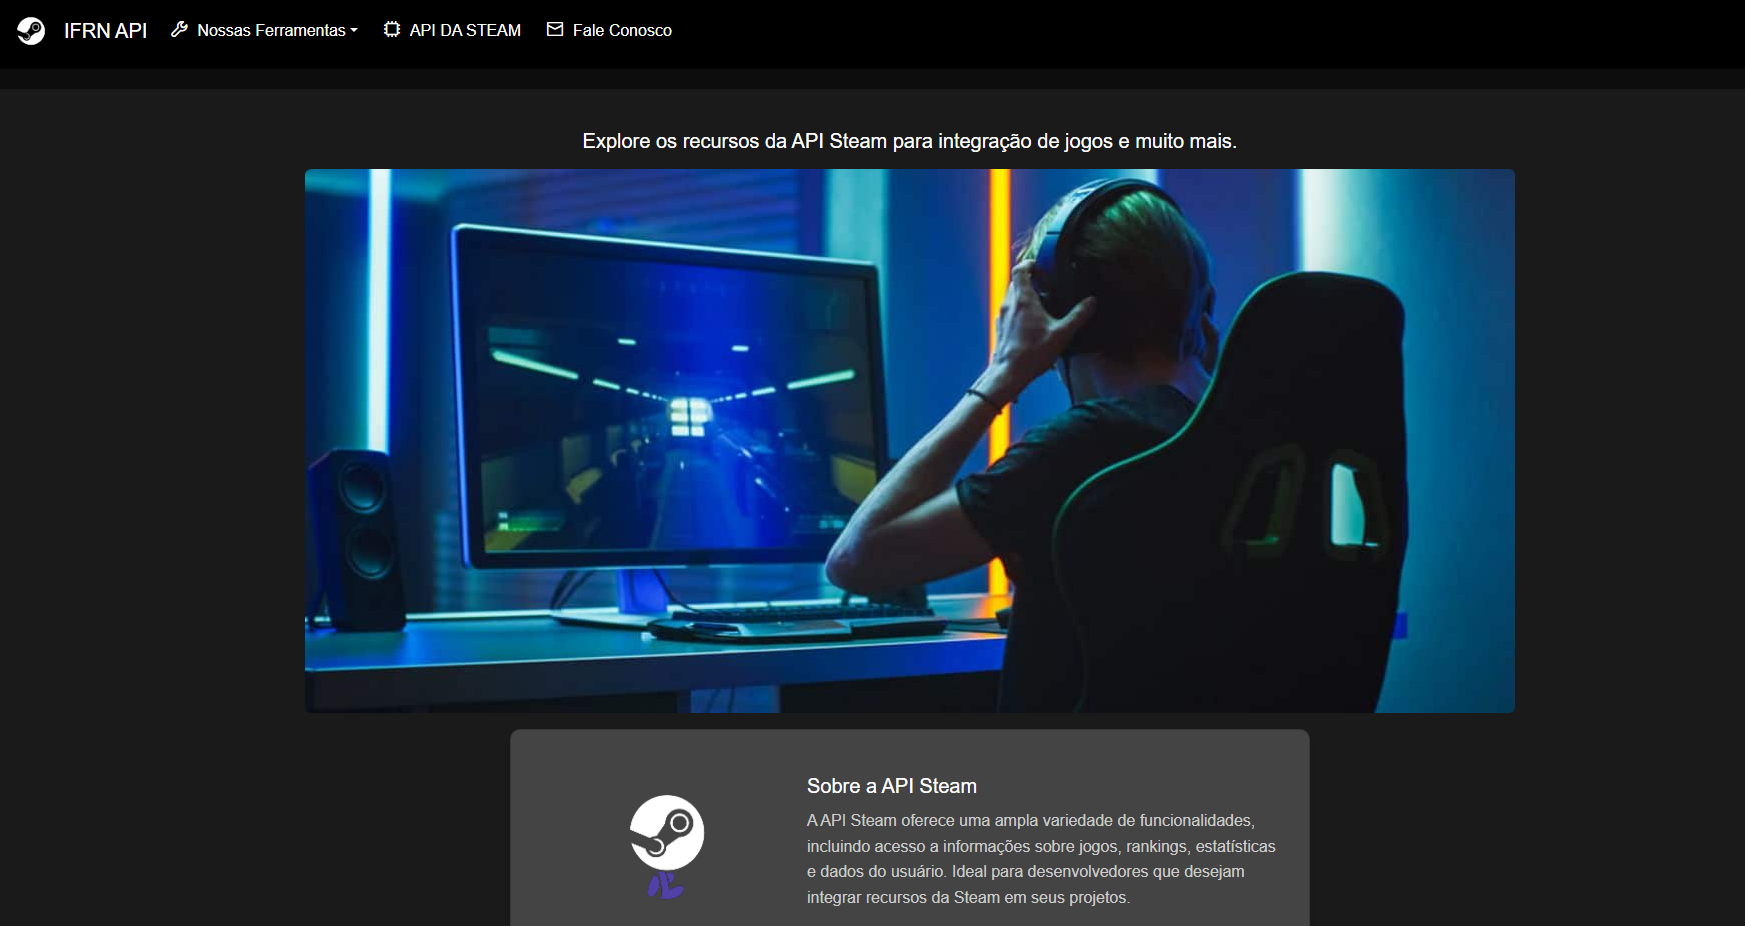 IFRN API
Nossas Ferramentas
API DA STEAM
Fale Conosco
Explore os recursos da API Steam para integração de jogos e muito mais.
Sobre a API Steam
A API Steam oferece uma ampla variedade de funcionalidades,
incluindo acesso a informações sobre jogos, rankings, estatísticas
e dados do usuário. Ideal para desenvolvedores que desejam
integrar recursos da Steam em seus projetos.